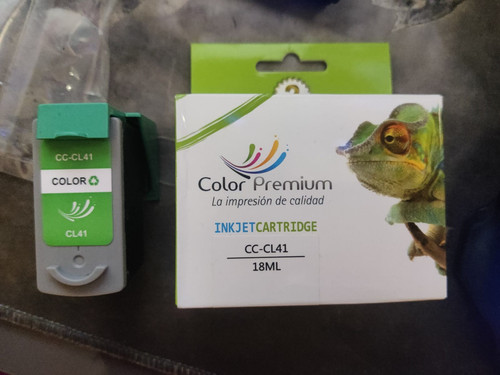 CC-CL41
COLOR
CL41
Color Premium
La impresión de calidad
INKJETCARTRIDGE
CC-CL41
18ML